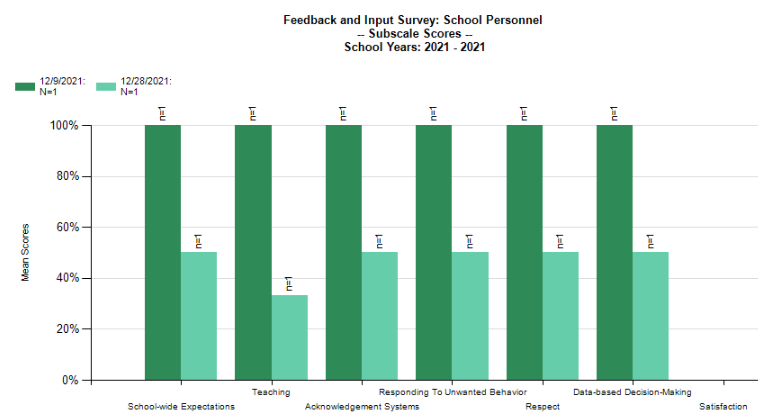 Feedback and Input Survey: School Personnel
-- Subscale Scores --
School Years: 2021 - 2021
12/9/2021:
N=1
12/28/2021:
N=1
n=1
n=1
n=1
n=1
n=1
n=1
n=1
n=1
n=1
n=1
n=1
n=1
Mean Scores
100%
80%
60%
40%
20%
0%
Teaching
Responding To Unwanted Behavior
Data-based Decision-Making
School-wide Expectations
Acknowledgement Systems
Respect
Satisfaction